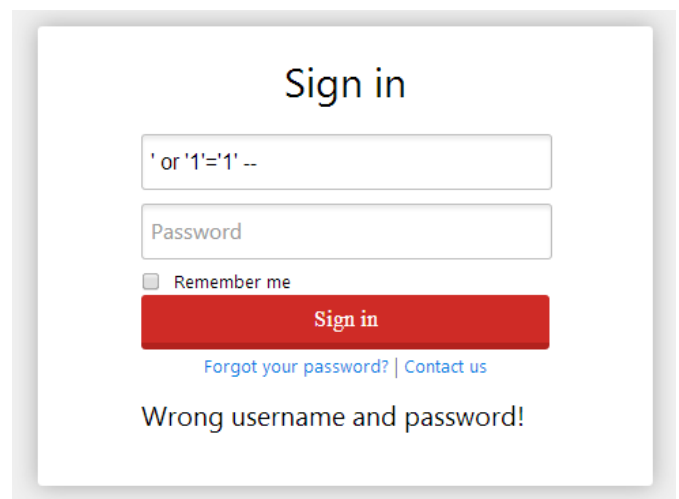 Sign in
' or '1'='1' --
Password
Remember me
Sign in
Forgot your password? | Contact us
Wrong username and password!